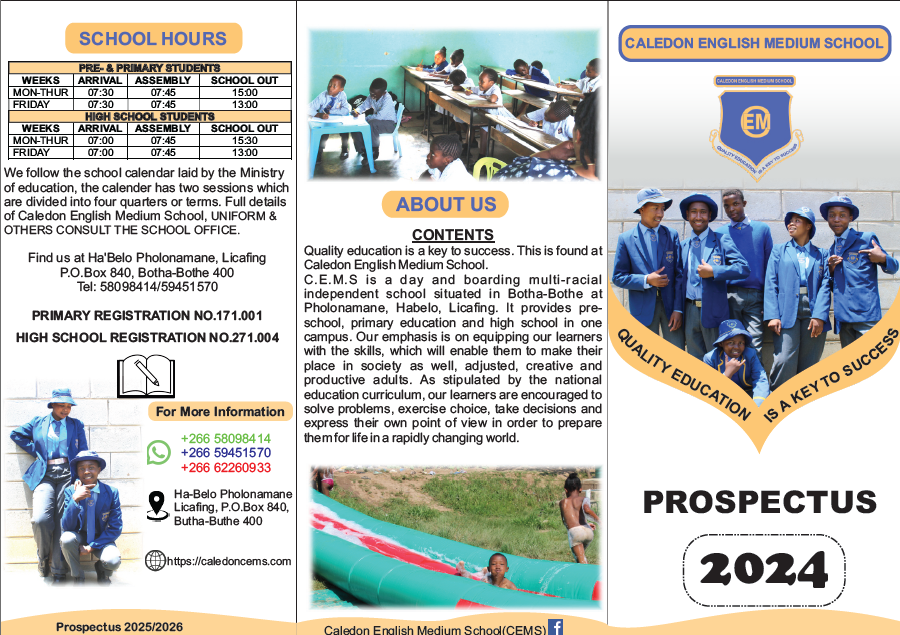 SCHOOL HOURS
PRE- & PRIMARY STUDENTS
WEEKS ARRIVAL ASSEMBLY SCHOOL OUT
MON-THUR 07:30 07:45 15:00
FRIDAY 07:30 07:45 13:00
HIGH SCHOOL STUDENTS
WEEKS ARRIVAL ASSEMBLY SCHOOL OUT
MON-THUR 07:00 07:45 15:30
FRIDAY 07:00 07:45 13:00
We follow the school calendar laid by the Ministry
of education, the calender has two sessions which
are divided into four quarters or terms. Full details
of Caledon English Medium School, UNIFORM &
OTHERS CONSULT THE SCHOOL OFFICE.
Find us at Ha'Belo Pholonamane, Licafing
P.O.Box 840, Botha-Bothe 400
Tel: 58098414/59451570
PRIMARY REGISTRATION NO.171.001
HIGH SCHOOL REGISTRATION NO.271.004
For More Information
+266 58098414
+266 59451570
+266 62260933
Ha-Belo Pholonamane
Licafing, P.O.Box 840,
Butha-Buthe 400
https://caledoncems.com
Prospectus 2025/2026
ABOUT US
CONTENTS
Quality education is a key to success. This is found at
Caledon English Medium School.
C.E.M.S is a day and boarding multi-racial
independent school situated in Botha-Bothe at
Pholonamane, Habelo, Licafing. It provides pre-
school, primary education and high school in one
campus. Our emphasis is on equipping our learners
with the skills, which will enable them to make their
place in society as well, adjusted, creative and
productive adults. As stipulated by the national
education curriculum, our learners are encouraged to
solve problems, exercise choice, take decisions and
express their own point of view in order to prepare
them for life in a rapidly changing world.
Caledon English Medium School(CEMS) f
CALEDON ENGLISH MEDIUM SCHOOL
CALEDON ENGLISH MEDIUM SCHOOL
CEM
QUALITY EDUCATION IS A KEY TO SUCCESS
QUALITY EDUCATION IS A KEY TO SUCCESS
PROSPECTUS
2024